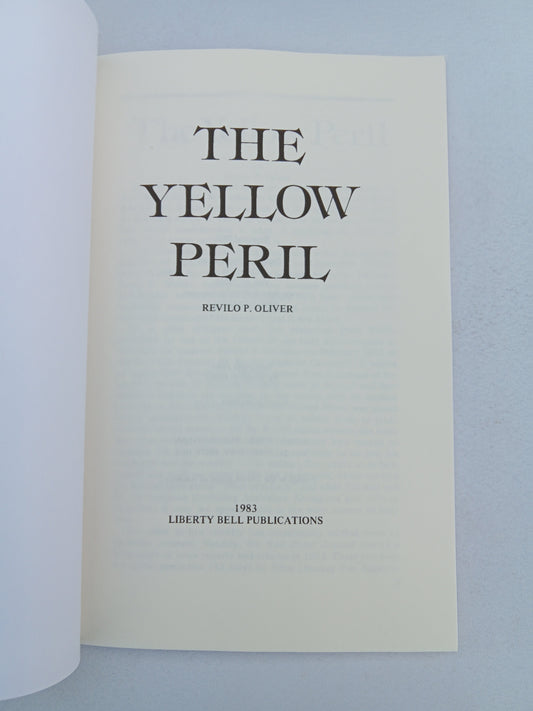 THE
YELLOW
PERIL
REVILO P. OLIVER
1983
LIBERTY BELL PUBLICATIONS